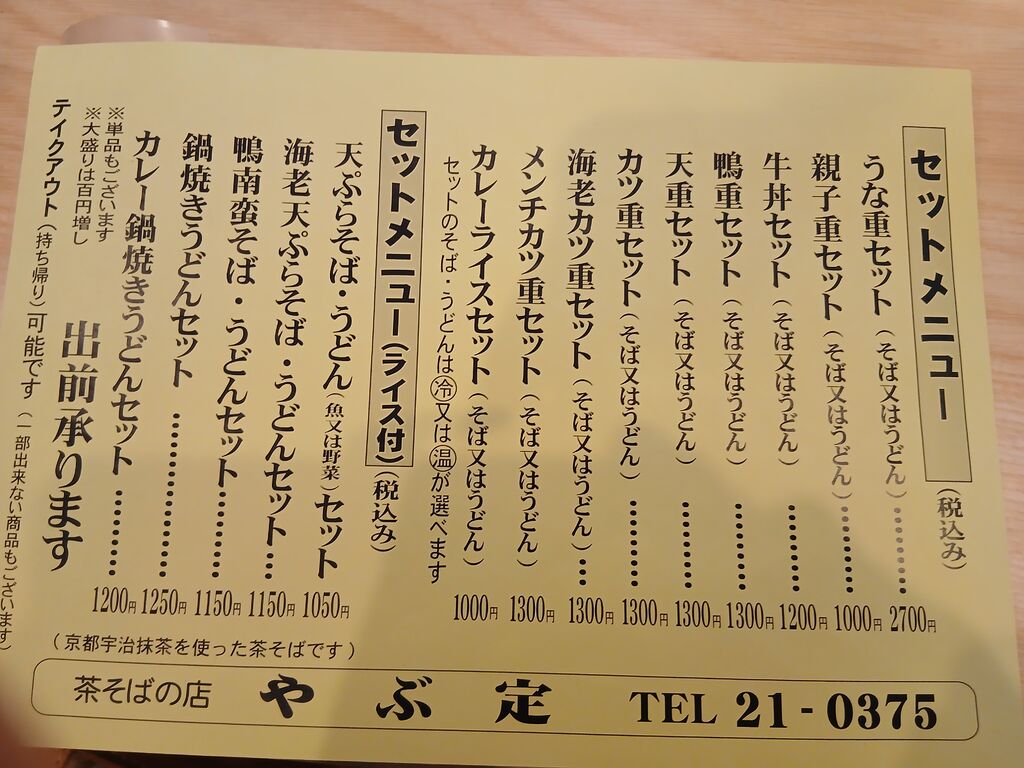 セットメニュー(税込み)
うな重セット(そば又はうどん)………2700円
親子重セット(そば又はうどん)………1000円
牛丼セット(そば又はうどん)………1200円
鴨重セット(そば又はうどん)………1300円
天重セット(そば又はうどん)………1300円
カツ重セット(そば又はうどん)………1300円
海老カツ重セット(そば又はうどん)…1300円
メンチカツ重セット(そば又はうどん)1300円
カレーライスセット(そば又はうどん)1000円
セットのそば・うどんは㊀冷又は温が選べます
セットメニュー(ライス付)(税込み)
天ぷらそば・うどん(魚又は野菜)セット1050円
海老天ぷらそば・うどんセット…1150円
鴨南蛮そば・うどんセット………1150円
鍋焼きうどんセット…………1250円
カレー鍋焼きうどんセット………1200円
※単品もございます
※大盛りは百円増し
出前承ります
テイクアウト(持ち帰り)可能です(一部出来ない商品もございます)
(京都宇治抹茶を使った茶そばです)
茶そばの店 やぶ定 TEL 21-0375